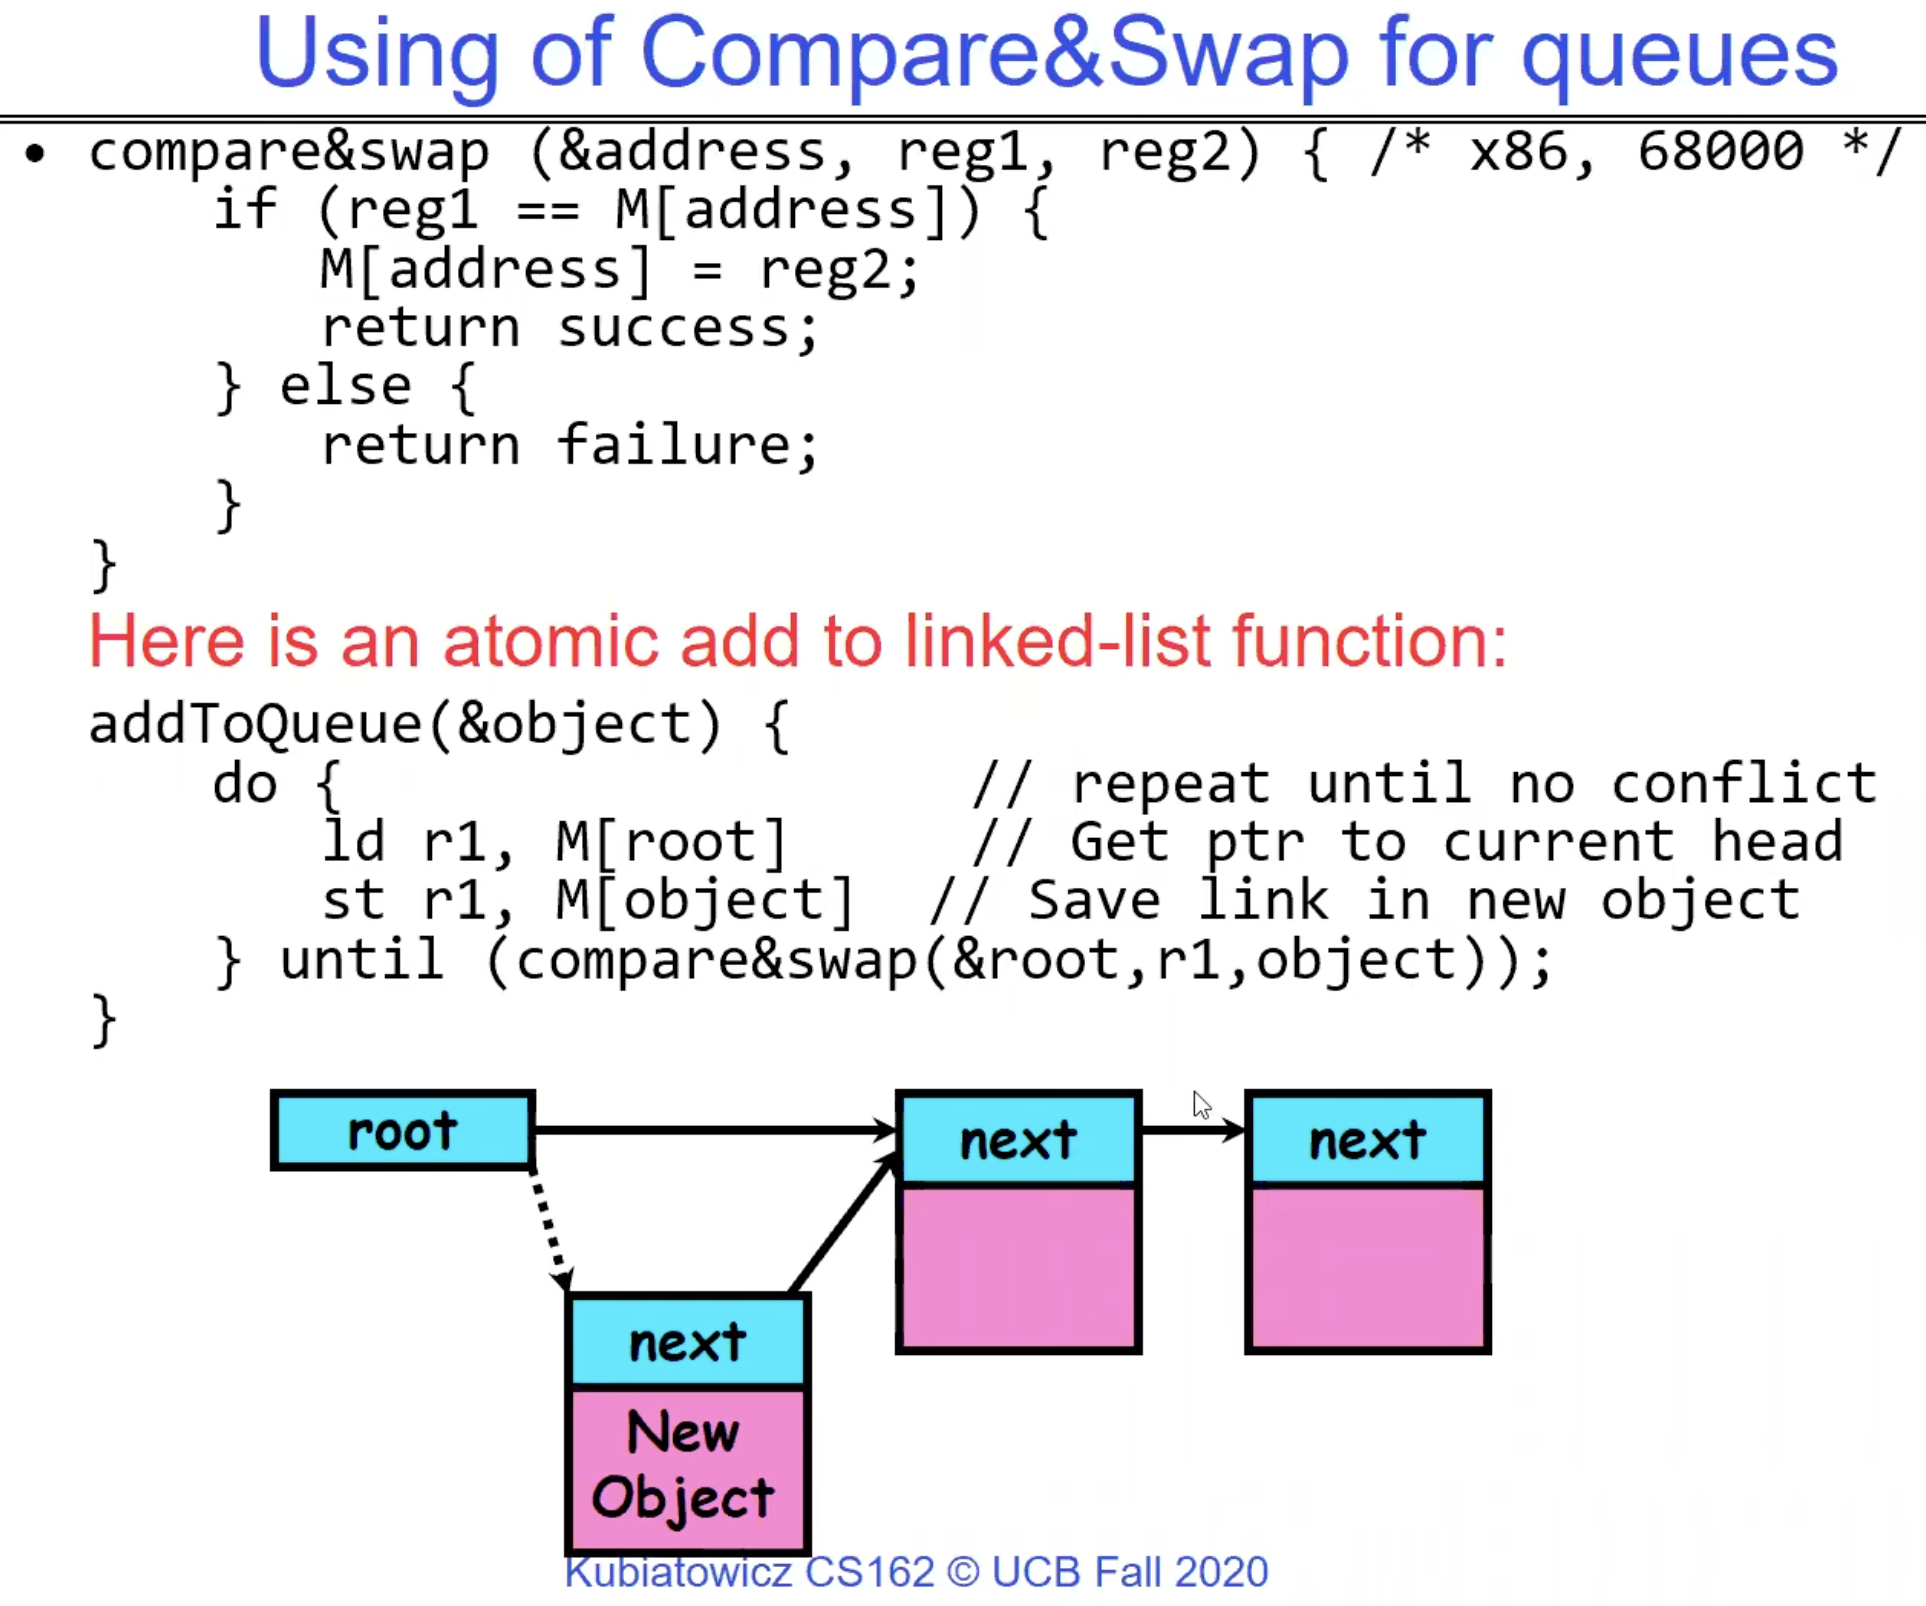 Using of Compare&Swap for queues
• compare&swap (&address, reg1, reg2) { /* x86, 68000 */
if (reg1 == M[address]) {
M[address] = reg2;
return success;
} else {
return failure;
}
}
Here is an atomic add to linked-list function:
addToQueue(&object) {
do { // repeat until no conflict
ld r1, M[root] // Get ptr to current head
st r1, M[object] // Save link in new object
} until (compare&swap(&root,r1,object));
}
root
next
next
next
New
Object
Kubiatowicz CS162 © UCB Fall 2020